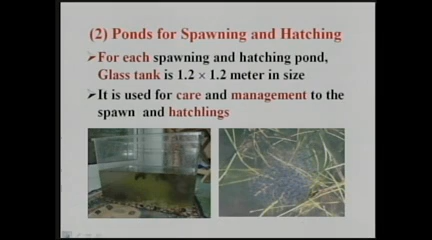 (2) Ponds for Spawning and Hatching
➢For each spawning and hatching pond,
Glass tank is 1.2 × 1.2 meter in size
➢It is used for care and management to the
spawn and hatchlings